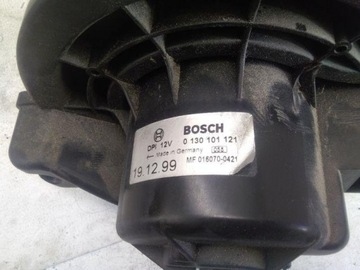 BOSCH
DPI 12V 0 130 101 121
Made in Germany
19.12.99 MF 016070-0421